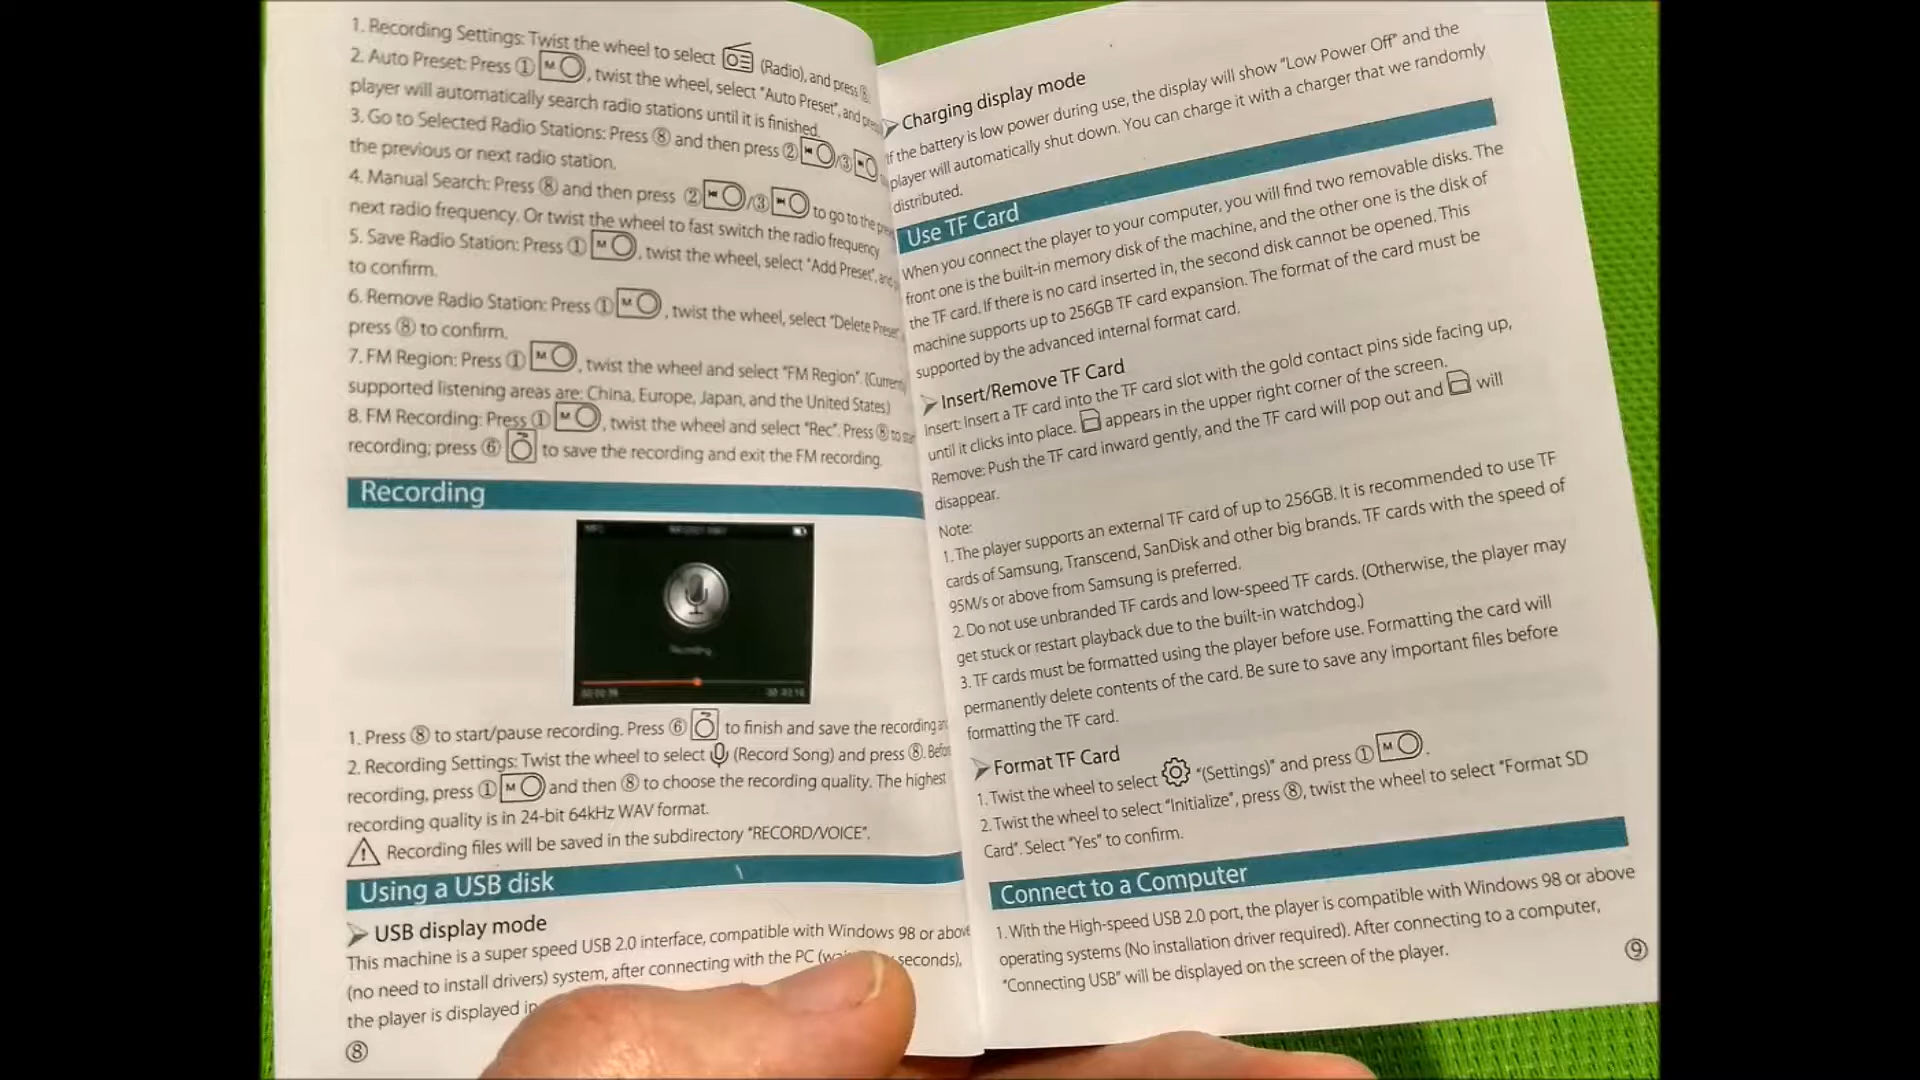 1. Recording Settings: Twist the wheel to select (Radio), and press ⑧.
2. Auto Preset: Press ① M, twist the wheel, select "Auto Preset", and press
player will automatically search radio stations until it is finished.
3. Go to Selected Radio Stations: Press ⑧ and then press ②/③
the previous or next radio station.
4. Manual Search: Press ⑧ and then press ②/③ to go to the
next radio frequency. Or twist the wheel to fast switch the radio frequency
5. Save Radio Station: Press ① M, twist the wheel, select "Add Preset", and
to confirm.
6. Remove Radio Station: Press ① M, twist the wheel, select "Delete Preset"
press ⑧ to confirm.
7. FM Region: Press ① M, twist the wheel and select "FM Region". (Currently
supported listening areas are: China, Europe, Japan, and the United States)
8. FM Recording: Press ① M, twist the wheel and select "Rec". Press ⑧ to
recording; press ⑥ to save the recording and exit the FM recording.
Recording
Recording
1. Press ⑧ to start/pause recording. Press ⑥ to finish and save the recording
2. Recording Settings: Twist the wheel to select (Record Song) and press ⑧. Before
recording, press ① M and then ⑧ to choose the recording quality. The highest
recording quality is in 24-bit 64kHz WAV format.
Recording files will be saved in the subdirectory "RECORD/VOICE".
Using a USB disk
➢ USB display mode
This machine is a super speed USB 2.0 interface, compatible with Windows 98 or above
(no need to install drivers) system, after connecting with the PC seconds),
the player is displayed
⑧
➢ Charging display mode
If the battery is low power during use, the display will show "Low Power Off" and the
player will automatically shut down. You can charge it with a charger that we randomly
distributed.
Use TF Card
When you connect the player to your computer, you will find two removable disks. The
front one is the built-in memory disk of the machine, and the other one is the disk of
the TF card. If there is no card inserted in, the second disk cannot be opened. This
machine supports up to 256GB TF card expansion. The format of the card must be
supported by the advanced internal format card.
➢ Insert/Remove TF Card
Insert: Insert a TF card into the TF card slot with the gold contact pins side facing up,
until it clicks into place. appears in the upper right corner of the screen.
Remove: Push the TF card inward gently, and the TF card will pop out and will
disappear.
Note:
1. The player supports an external TF card of up to 256GB. It is recommended to use TF
cards of Samsung, Transcend, SanDisk and other big brands. TF cards with the speed of
95M/s or above from Samsung is preferred.
2. Do not use unbranded TF cards and low-speed TF cards. (Otherwise, the player may
get stuck or restart playback due to the built-in watchdog.)
3. TF cards must be formatted using the player before use. Formatting the card will
permanently delete contents of the card. Be sure to save any important files before
formatting the TF card.
➢ Format TF Card
1. Twist the wheel to select "(Settings)" and press ① M.
2. Twist the wheel to select "Initialize", press ⑧, twist the wheel to select "Format SD
Card". Select "Yes" to confirm.
Connect to a Computer
1. With the High-speed USB 2.0 port, the player is compatible with Windows 98 or above
operating systems (No installation driver required). After connecting to a computer,
"Connecting USB" will be displayed on the screen of the player.
⑨